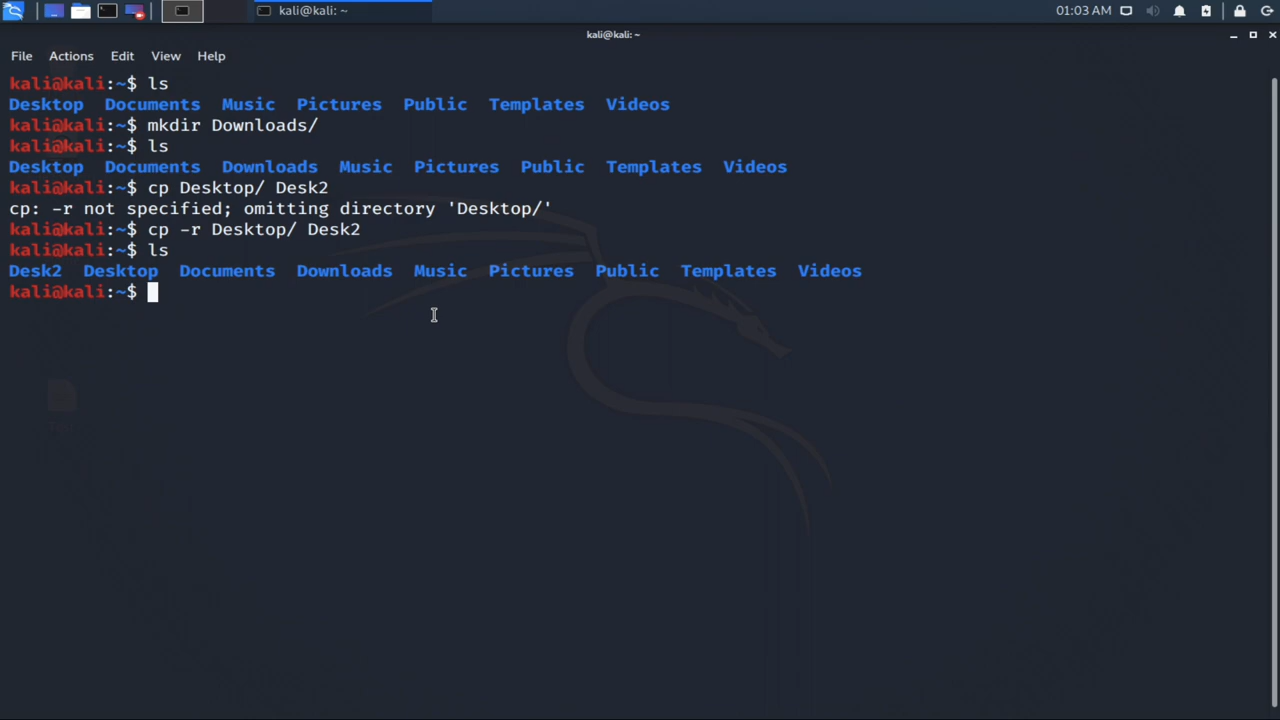 kali@kali: ~
01:03 AM
kali@kali: ~
File Actions Edit View Help
kali@kali:~$ ls
Desktop Documents Music Pictures Public Templates Videos
kali@kali:~$ mkdir Downloads/
kali@kali:~$ ls
Desktop Documents Downloads Music Pictures Public Templates Videos
kali@kali:~$ cp Desktop/ Desk2
cp: -r not specified; omitting directory 'Desktop/'
kali@kali:~$ cp -r Desktop/ Desk2
kali@kali:~$ ls
Desk2 Desktop Documents Downloads Music Pictures Public Templates Videos
kali@kali:~$